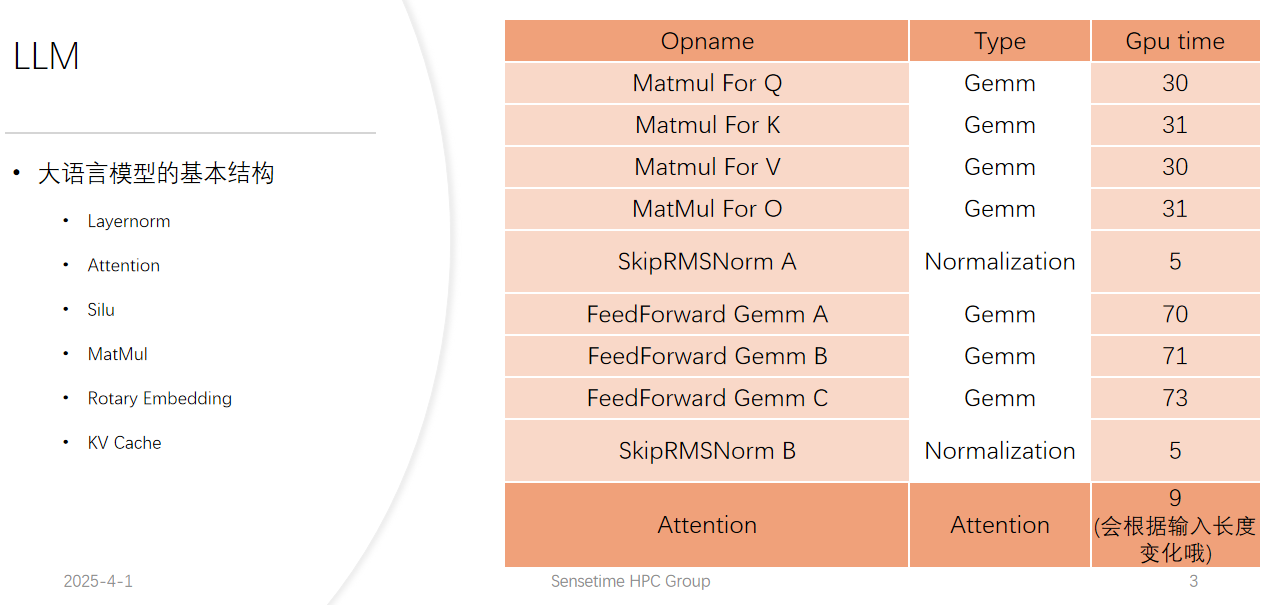 LLM
• 大语言模型的基本结构
• Layernorm
• Attention
• Silu
• MatMul
• Rotary Embedding
• KV Cache
Opname Type Gpu time
Matmul For Q Gemm 30
Matmul For K Gemm 31
Matmul For V Gemm 30
MatMul For O Gemm 31
SkipRMSNorm A Normalization 5
FeedForward Gemm A Gemm 70
FeedForward Gemm B Gemm 71
FeedForward Gemm C Gemm 73
SkipRMSNorm B Normalization 5
Attention Attention 9
(会根据输入长度
变化哦)
2025-4-1 Sensetime HPC Group 3